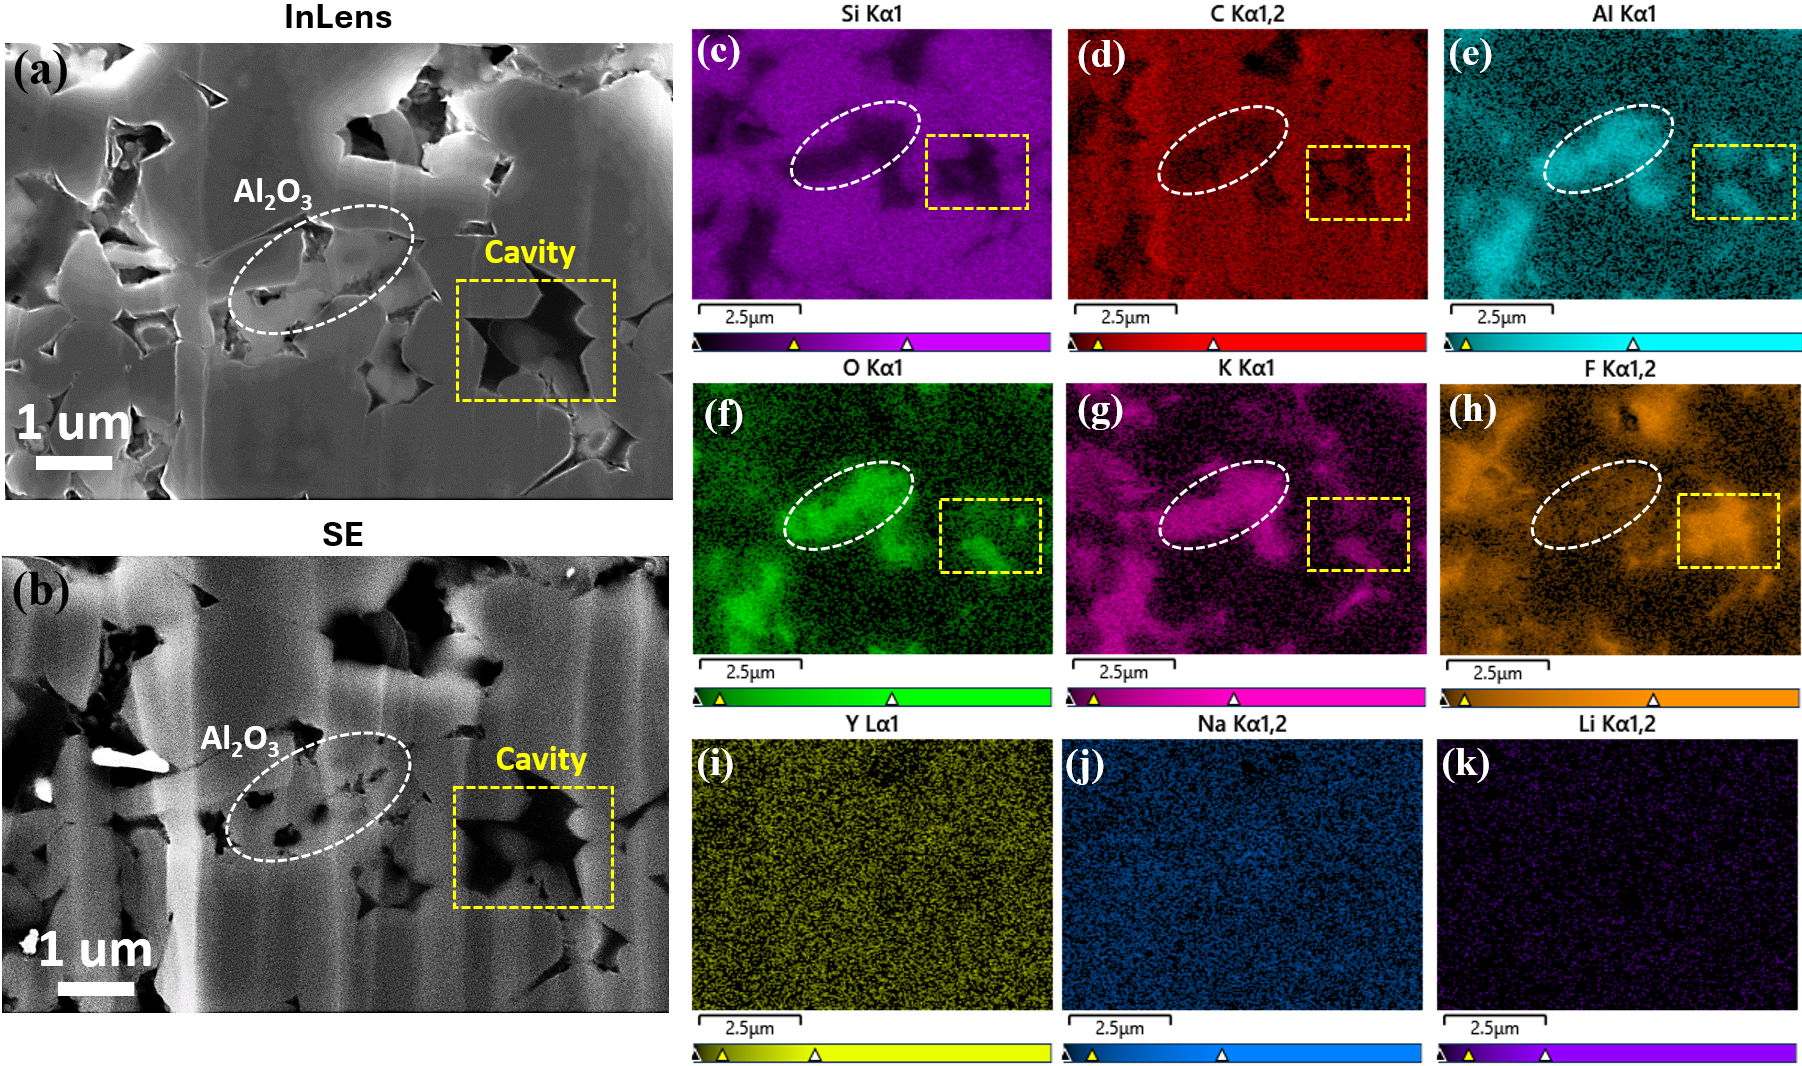 InLens
(a)
Al₂O₃
Cavity
1 um
SE
(b)
Al₂O₃
Cavity
1 um
Si Kα1
(c)
2.5µm
C Kα1,2
(d)
2.5µm
Al Kα1
(e)
2.5µm
O Kα1
(f)
2.5µm
K Kα1
(g)
2.5µm
F Kα1,2
(h)
2.5µm
Y Lα1
(i)
2.5µm
Na Kα1,2
(j)
2.5µm
Li Kα1,2
(k)
2.5µm